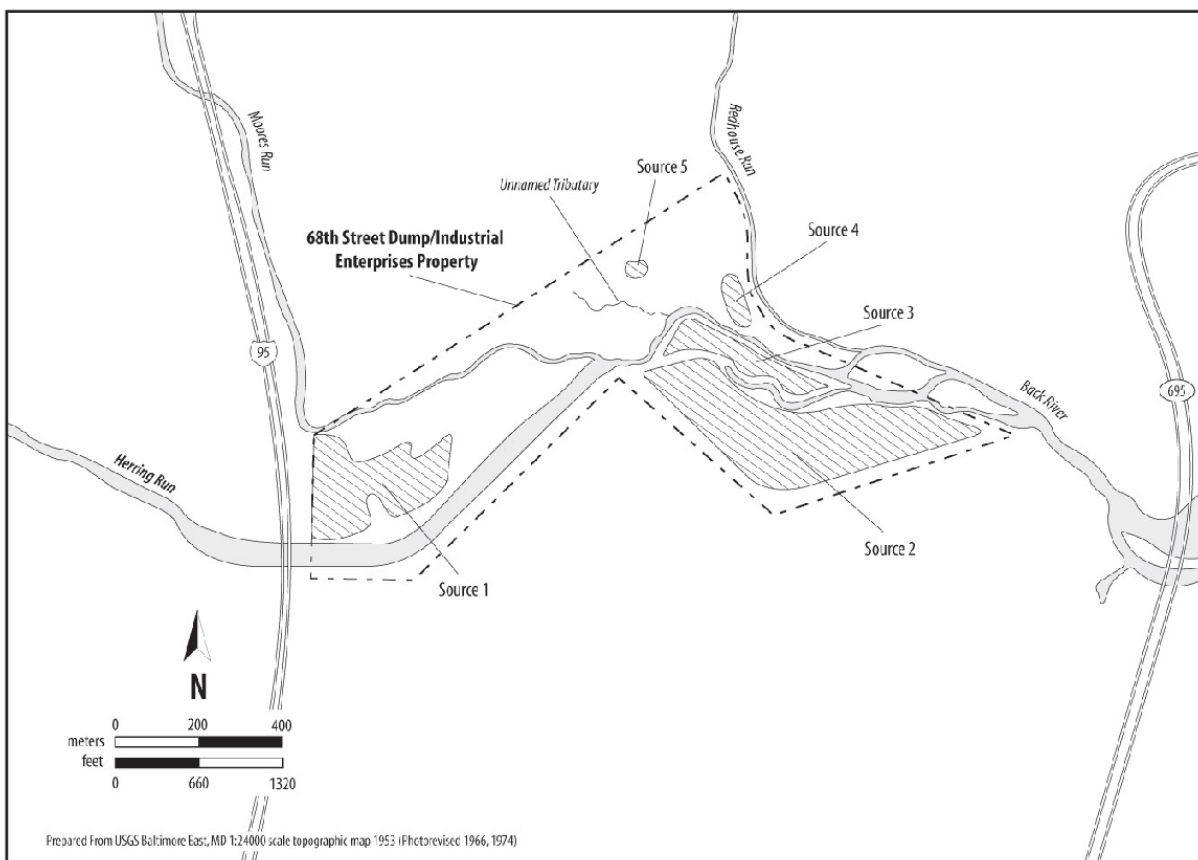 Moores Run
Redhouse Run
Source 5
Unnamed Tributary
68th Street Dump/Industrial
Enterprises Property
Source 4
Source 3
95
695
Back River
Herring Run
Source 2
Source 1
N
0 200 400
meters
feet
0 660 1320
Prepared From USGS Baltimore East, MD 1:24000 scale topographic map 1953 (Photorevised 1966, 1974)